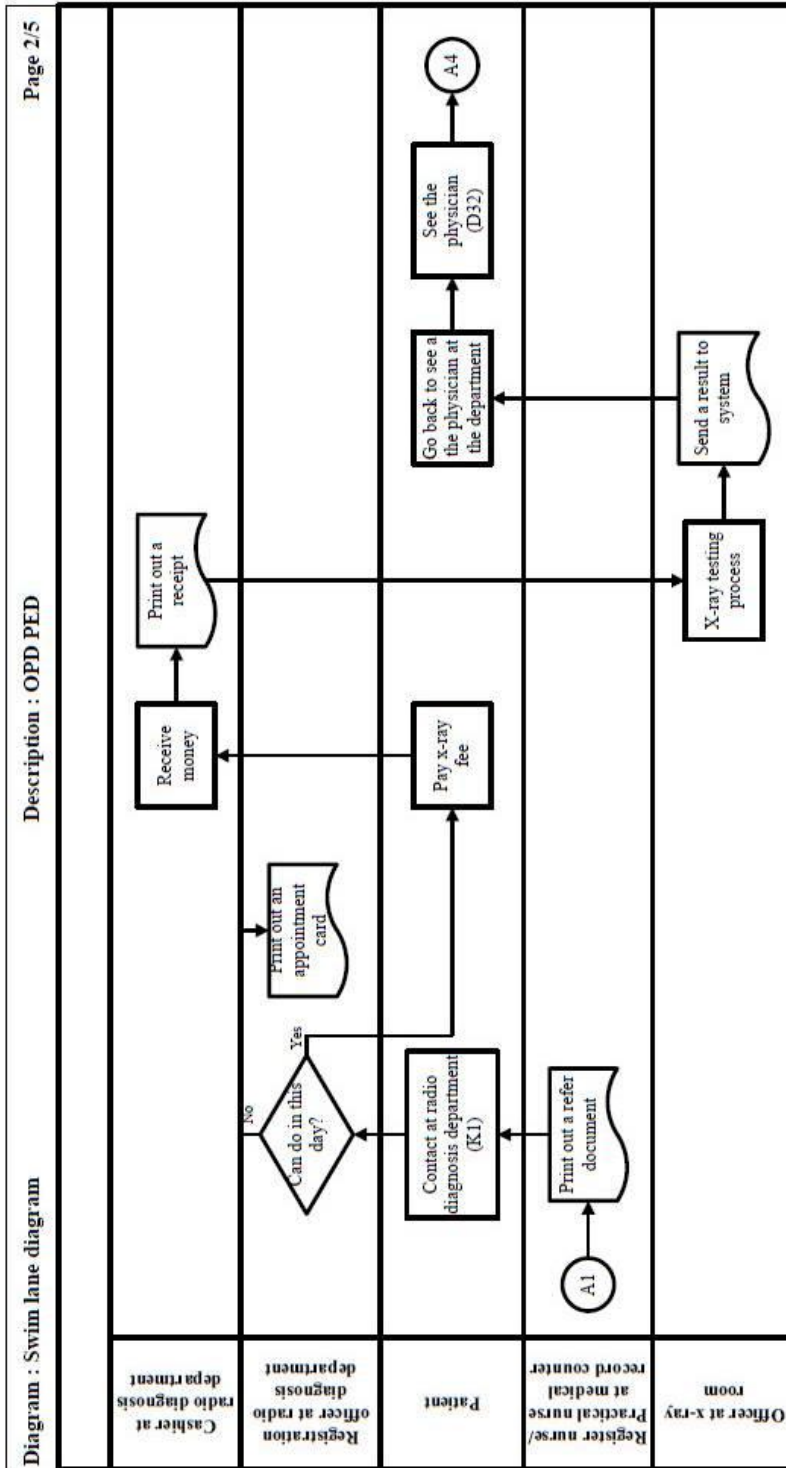 Diagram : Swim lane diagram
Description : OPD PED
Page 2/5
Cashier at
radio diagnosis
department
Receive
money
Print out a
receipt
Registration
officer at radio
diagnosis
department
Can do in this
day?
No
Yes
Print out an
appointment
card
Patient
Contact at radio
diagnosis department
(K1)
Pay x-ray
fee
Go back to see a
the physician at
the department
See the
physician
(D32)
A4
Register nurse/
Practical nurse
at medical
record counter
A1
Print out a refer
document
Officer at x-ray
room
X-ray testing
process
Send a result to
system